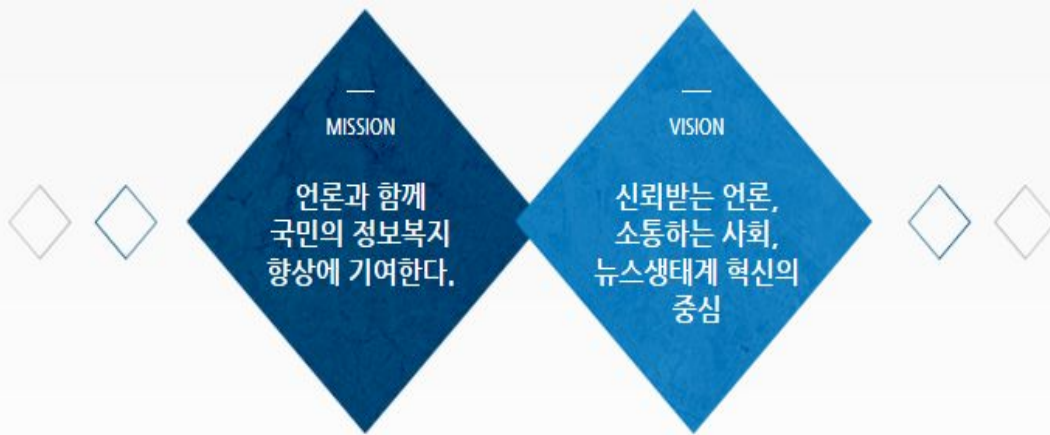 MISSION
언론과 함께
국민의 정보복지
향상에 기여한다.
VISION
신뢰받는 언론,
소통하는 사회,
뉴스생태계 혁신의
중심